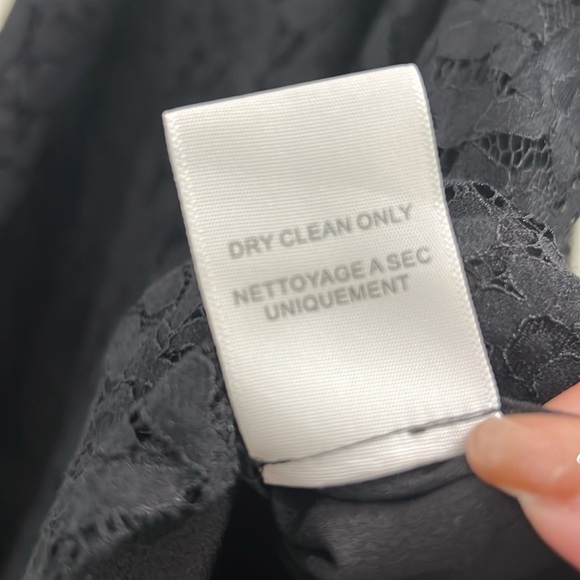 DRY CLEAN ONLY
NETTOYAGE A SEC
UNIQUEMENT